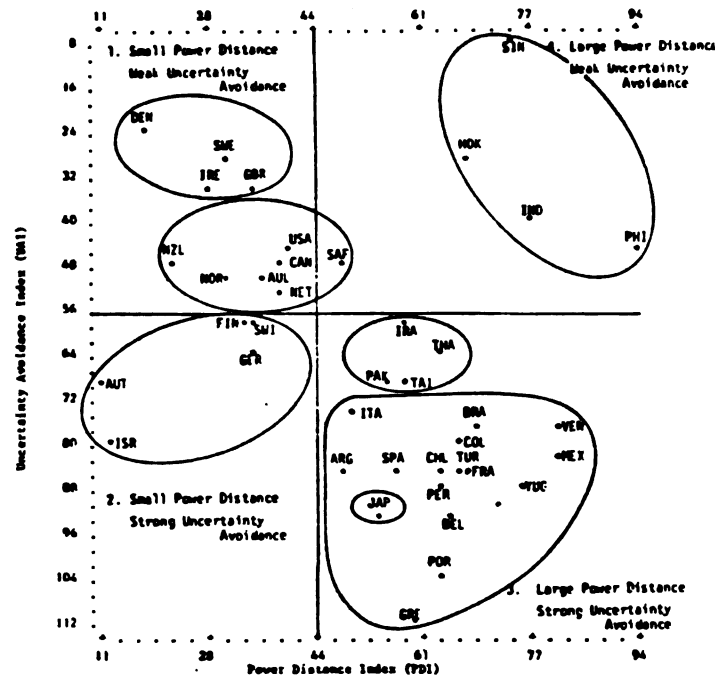 11 28 44 61 77 94
8
1. Small Power Distance
Weak Uncertainty
Avoidance
SIN
4. Large Power Distance
Weak Uncertainty
Avoidance
16
24
DEN
SWE
HOK
32
IRE GBR
40
IND
USA
PHI
NZL
CAN SAF
48
NOR AUL
NET
56
FIN SWI
IRA
GER
THA
64
AUT
PAK TAI
72
ITA BRA
VEN
COL
80
ISR
ARG SPA CHL TUR
FRA
MEX
88
YUG
PER
JAP
2. Small Power Distance
Strong Uncertainty
Avoidance
BEL
96
POR
104
3. Large Power Distance
Strong Uncertainty
Avoidance
GRE
112
11 28 44 61 77 94
Power Distance Index (PDI)
Uncertainty Avoidance Index (UAI)